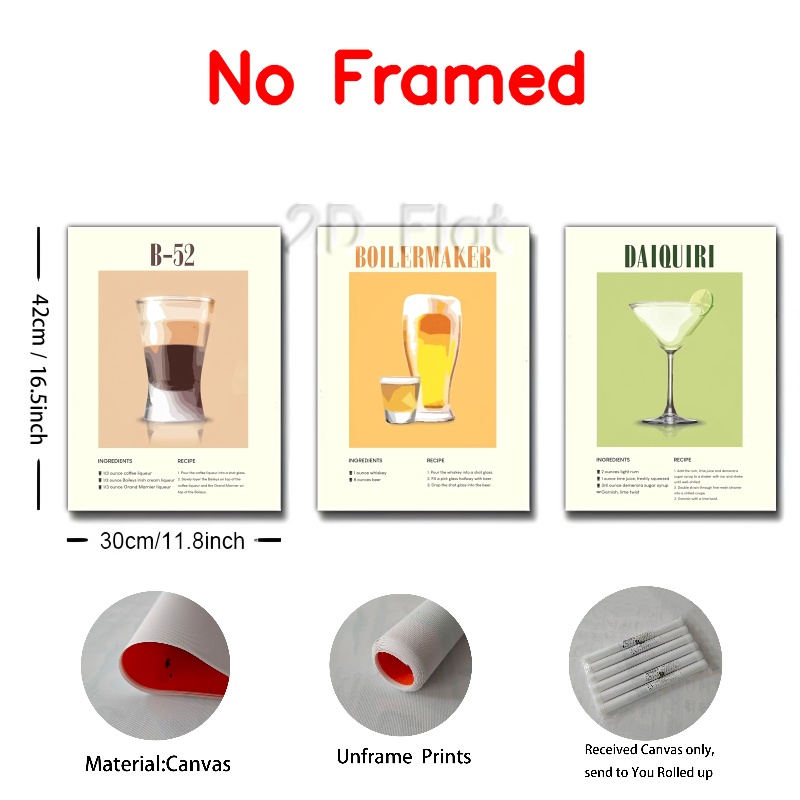 No Framed
2D Flat
B-52
BOILERMAKER
DAIQUIRI
42cm / 16.5inch
INGREDIENTS
1/3 ounce coffee liqueur
1/3 ounce Baileys Irish cream liqueur
1/3 ounce Grand Marnier liqueur
RECIPE
1. Pour the coffee liqueur into a shot glass.
2. Slowly layer the Baileys on top of the
coffee liqueur and the Grand Marnier on
top of the Baileys.
INGREDIENTS
1 ounce whiskey
8 ounces beer
RECIPE
1. Pour the whiskey into a shot glass.
2. Fill a pint glass halfway with beer.
3. Drop the shot glass into the beer.
INGREDIENTS
2 ounces light rum
1 ounce lime juice, freshly squeezed
3/4 ounce demerara sugar syrup
Garnish, lime twist
RECIPE
1. Add the rum, lime juice and demerara
sugar syrup to a shaker with ice and shake
until well-chilled.
2. Double strain through fine mesh strainer
into a chilled coupe.
3. Garnish with a lime twist.
30cm/11.8inch
Material:Canvas
Unframe Prints
Received Canvas only,
send to You Rolled up